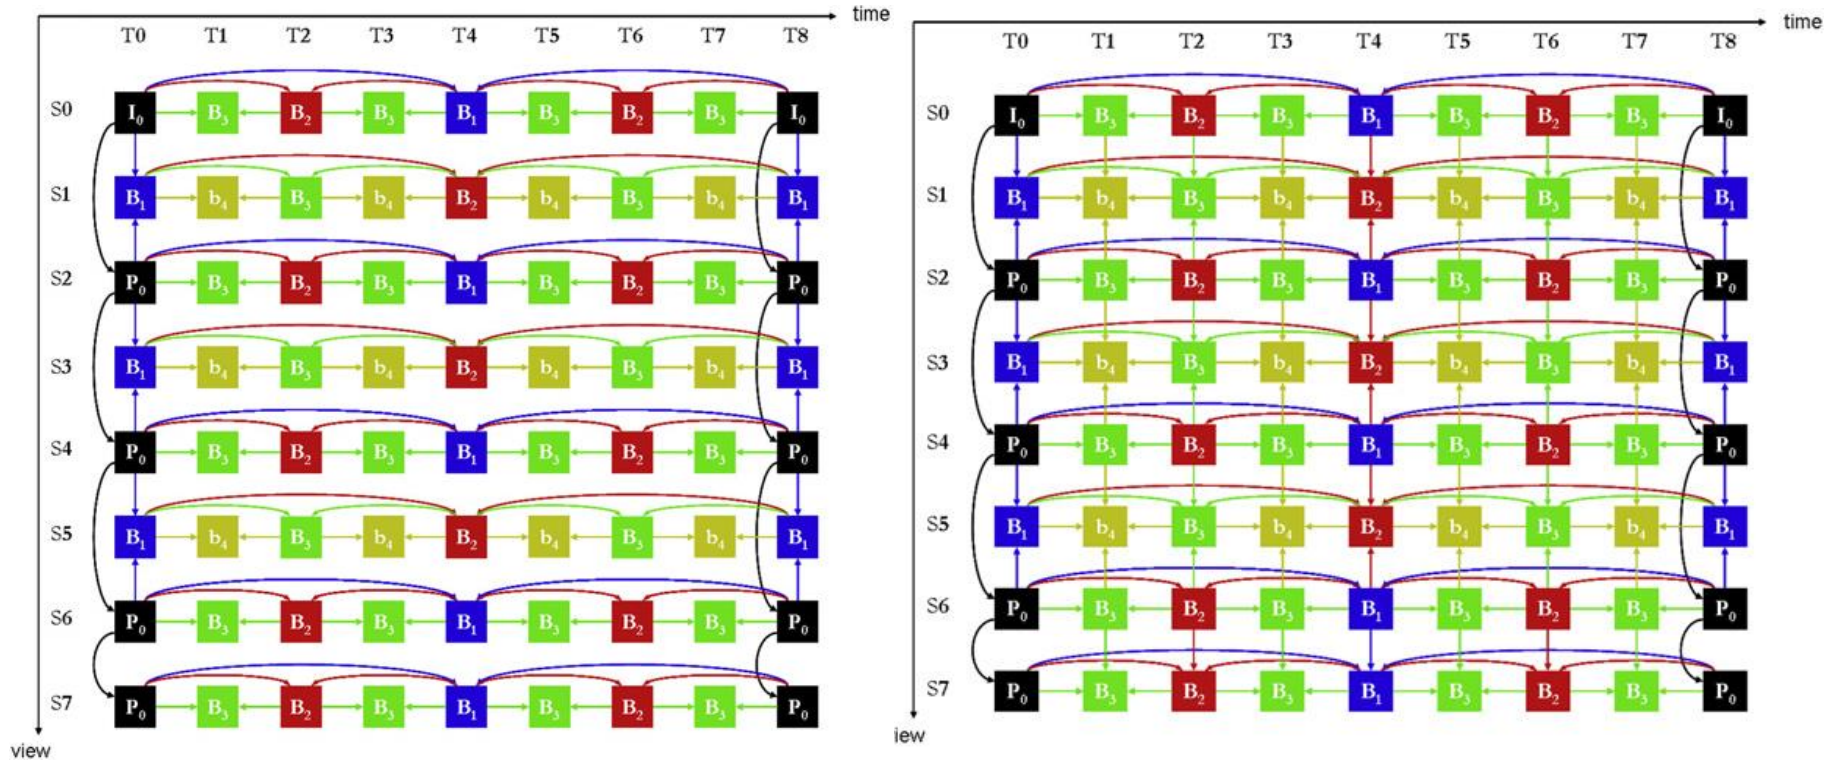 time
T0 T1 T2 T3 T4 T5 T6 T7 T8
S0 I0 B3 B2 B3 B1 B3 B2 B3 I0
S1 B1 b4 B3 b4 B2 b4 B3 b4 B1
S2 P0 B3 B2 B3 B1 B3 B2 B3 P0
S3 B1 b4 B3 b4 B2 b4 B3 b4 B1
S4 P0 B3 B2 B3 B1 B3 B2 B3 P0
S5 B1 b4 B3 b4 B2 b4 B3 b4 B1
S6 P0 B3 B2 B3 B1 B3 B2 B3 P0
S7 P0 B3 B2 B3 B1 B3 B2 B3 P0
view
time
T0 T1 T2 T3 T4 T5 T6 T7 T8
S0 I0 B3 B2 B3 B1 B3 B2 B3 I0
S1 B1 b4 B3 b4 B2 b4 B3 b4 B1
S2 P0 B3 B2 B3 B1 B3 B2 B3 P0
S3 B1 b4 B3 b4 B2 b4 B3 b4 B1
S4 P0 B3 B2 B3 B1 B3 B2 B3 P0
S5 B1 b4 B3 b4 B2 b4 B3 b4 B1
S6 P0 B3 B2 B3 B1 B3 B2 B3 P0
S7 P0 B3 B2 B3 B1 B3 B2 B3 P0
iew